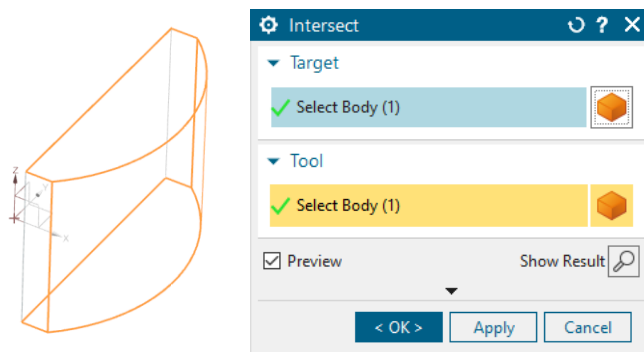 Intersect
Target
Select Body (1)
Tool
Select Body (1)
Preview
Show Result
< OK >
Apply
Cancel
Z
Y
X